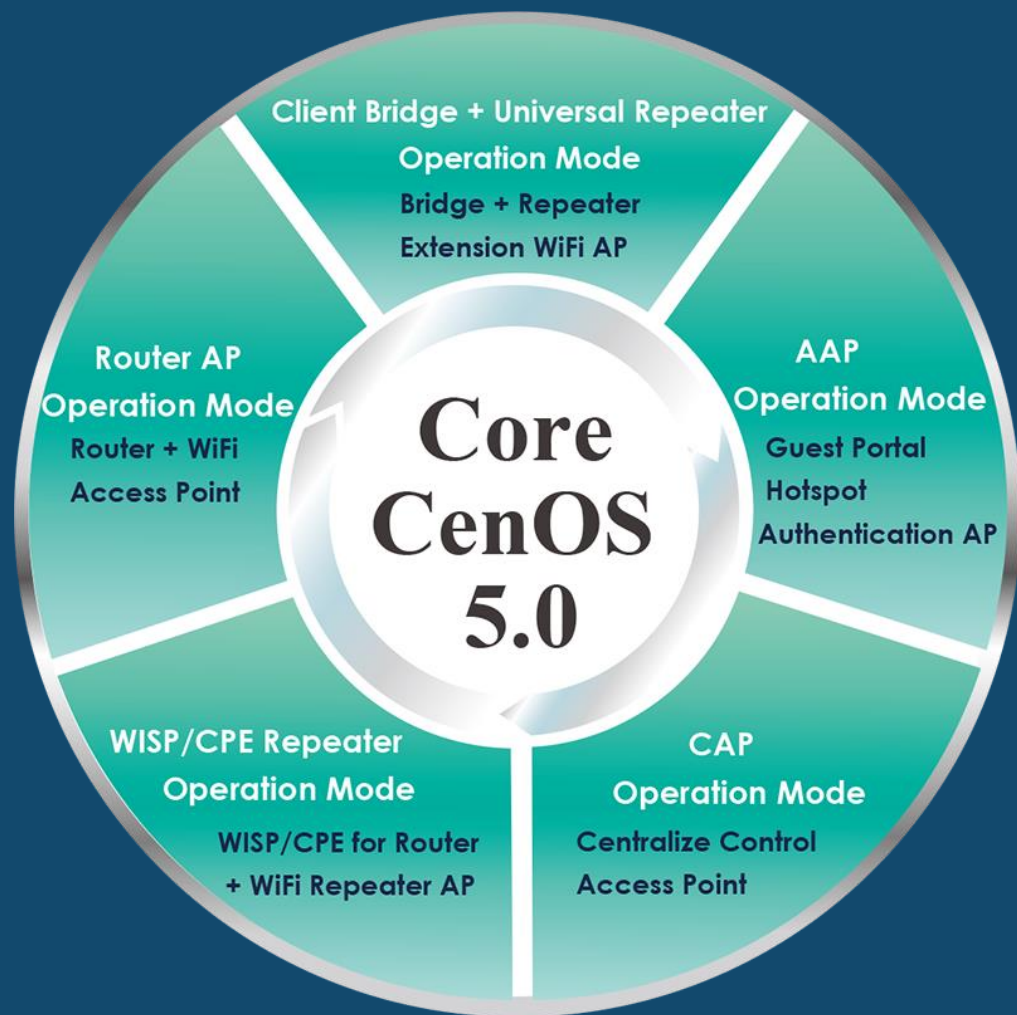 Client Bridge + Universal Repeater
Operation Mode
Bridge + Repeater
Extension WiFi AP
AAP
Operation Mode
Guest Portal
Hotspot
Authentication AP
CAP
Operation Mode
Centralize Control
Access Point
WISP/CPE Repeater
Operation Mode
WISP/CPE for Router
+ WiFi Repeater AP
Router AP
Operation Mode
Router + WiFi
Access Point
Core
CenOS
5.0